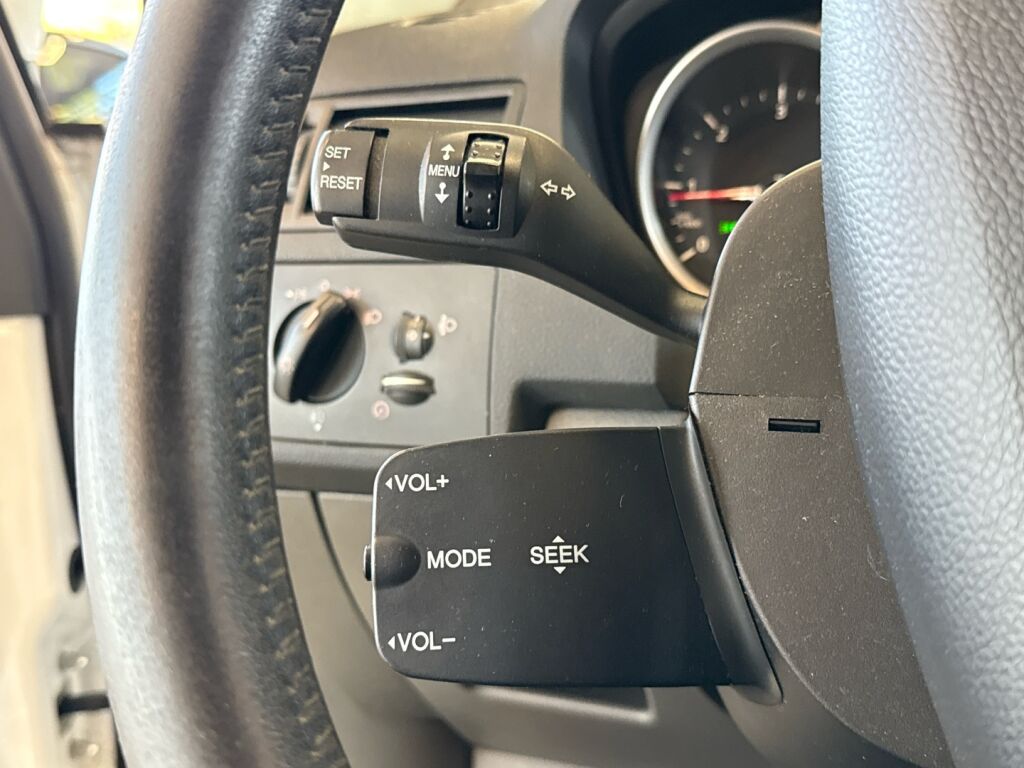 SET
RESET
MENU
VOL+
MODE
SEEK
VOL–